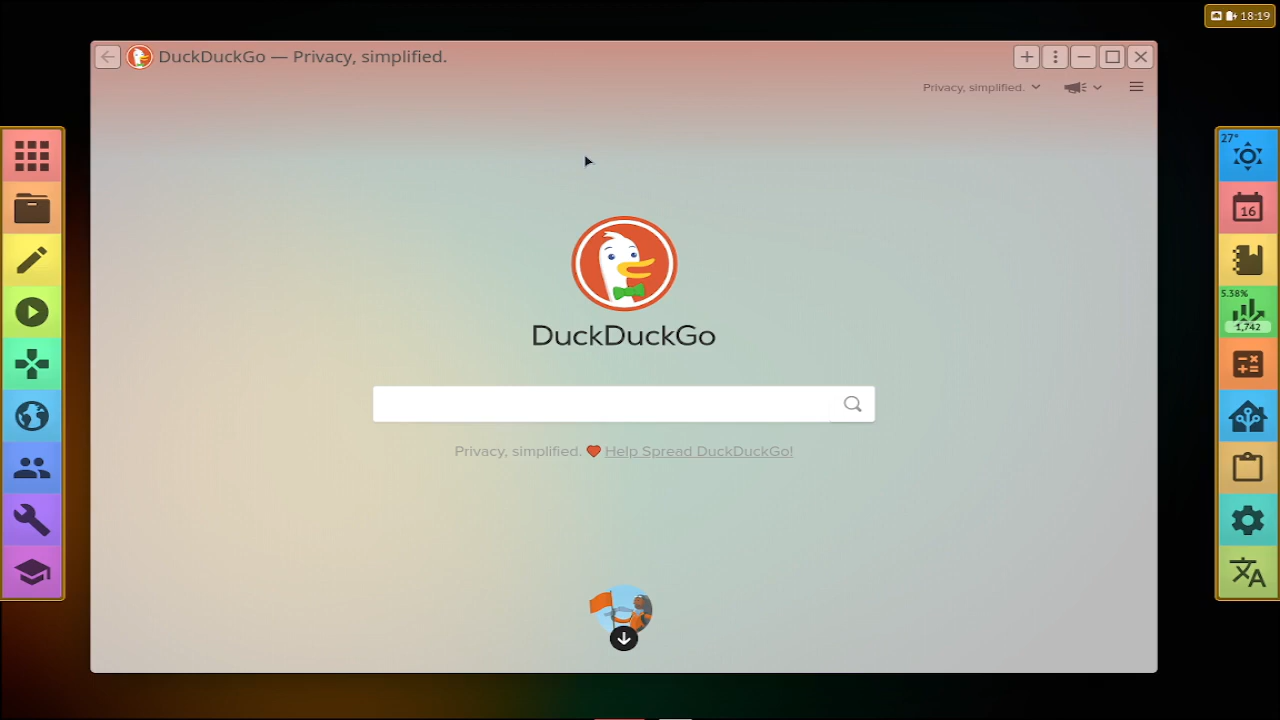 18:19
DuckDuckGo — Privacy, simplified.
Privacy, simplified.
27°
16
5.38%
1,742
DuckDuckGo
Privacy, simplified. Help Spread DuckDuckGo!